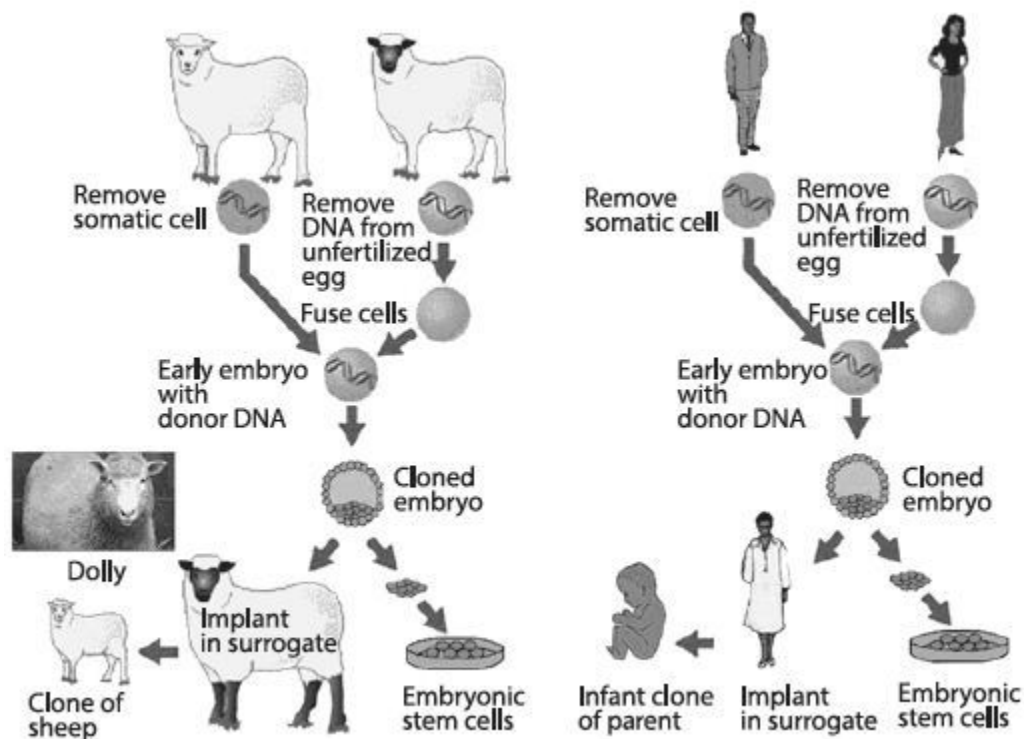 Remove
somatic cell
Remove
DNA from
unfertilized
egg
Fuse cells
Early embryo
with
donor DNA
Cloned
embryo
Dolly
Implant
in surrogate
Clone of
sheep
Embryonic
stem cells
Remove
somatic cell
Remove
DNA from
unfertilized
egg
Fuse cells
Early embryo
with
donor DNA
Cloned
embryo
Infant clone
of parent
Implant
in surrogate
Embryonic
stem cells